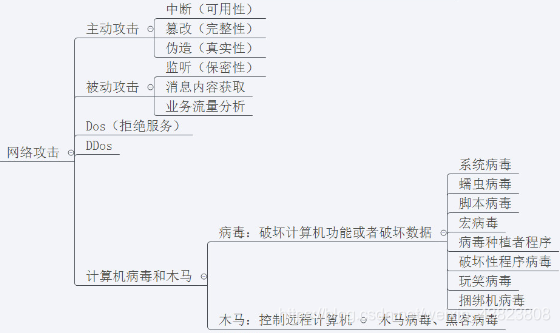 网络攻击
主动攻击
中断（可用性）
篡改（完整性）
伪造（真实性）
被动攻击
监听（保密性）
消息内容获取
业务流量分析
Dos（拒绝服务）
DDos
计算机病毒和木马
病毒：破坏计算机功能或者破坏数据
系统病毒
蠕虫病毒
脚本病毒
宏病毒
病毒种植者程序
破坏性程序病毒
玩笑病毒
捆绑机病毒
木马：控制远程计算机
木马病毒、黑客病毒